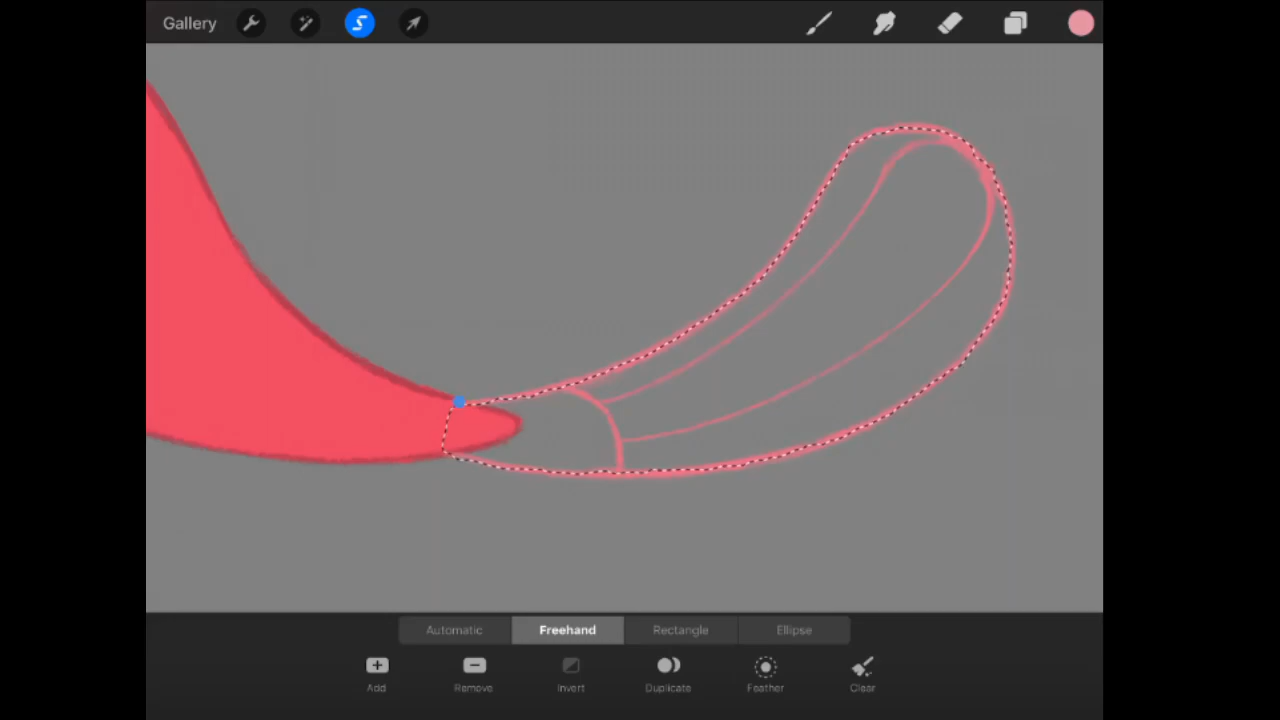 Gallery
Automatic Freehand Rectangle Ellipse
Add Remove Invert Duplicate Feather Clear